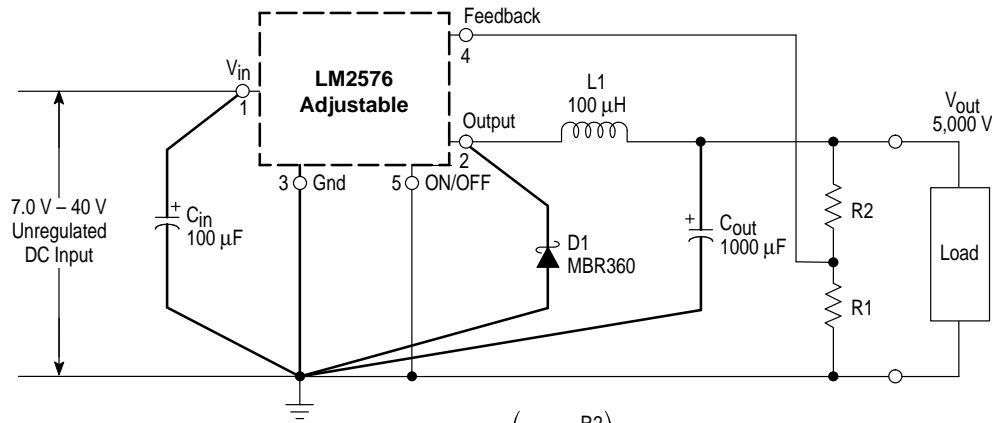 Feedback
4
Vin
1
LM2576
Adjustable
L1
100 μH
Output
2
Vout
5,000 V
3 Gnd
5 ON/OFF
7.0 V – 40 V
Unregulated
DC Input
+
Cin
100 μF
D1
MBR360
+
Cout
1000 μF
R2
R1
Load
R2